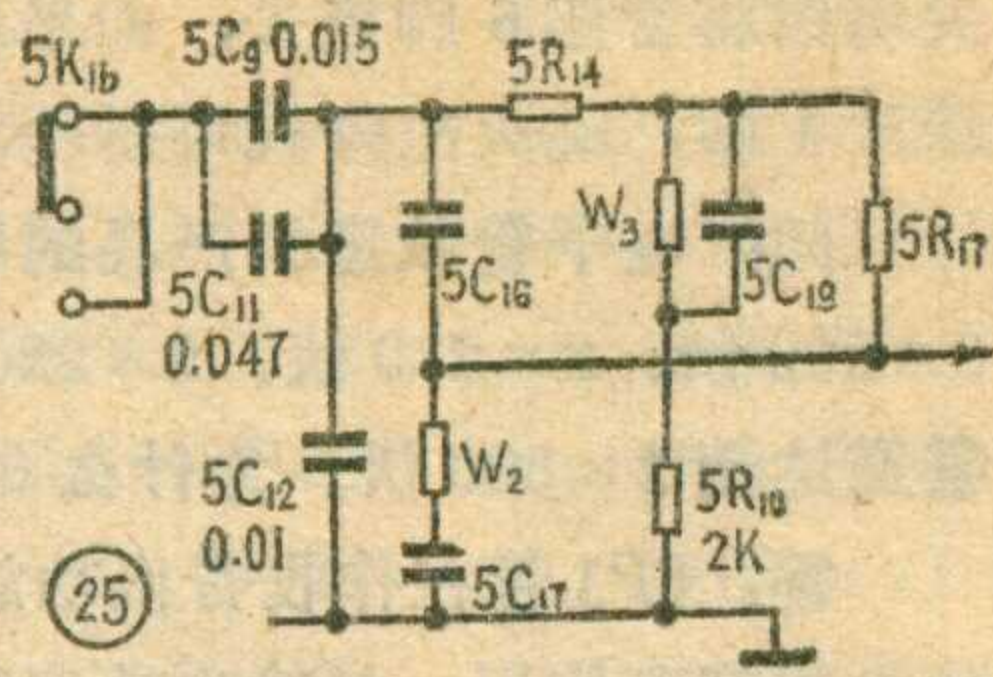 5K₁b
5C₉ 0.015
5R₁₄
W₃
5C₁₉
5R₁₇
5C₁₆
5C₁₁
0.047
5C₁₂
0.01
W₂
5R₁₈
2K
5C₁₇
25